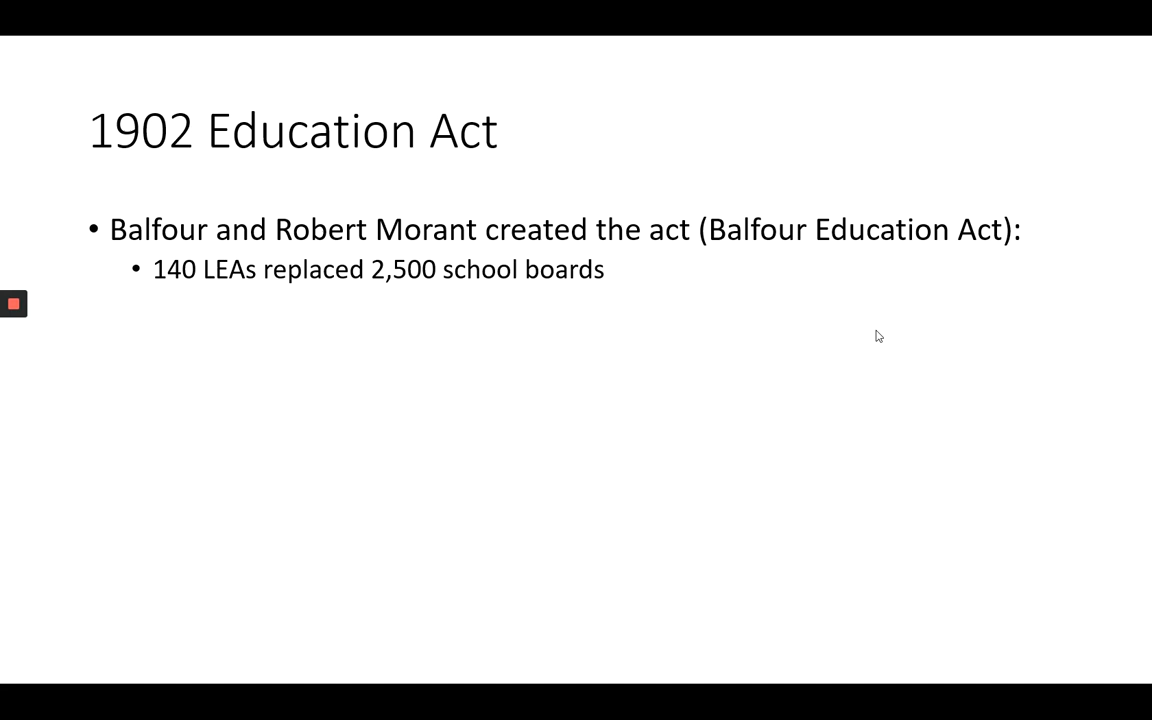 1902 Education Act
• Balfour and Robert Morant created the act (Balfour Education Act):
• 140 LEAs replaced 2,500 school boards